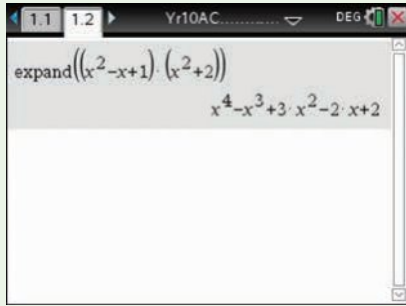 1.1 1.2 Yr10AC............ DEG
expand((x²-x+1)·(x²+2))
x⁴-x³+3·x²-2·x+2